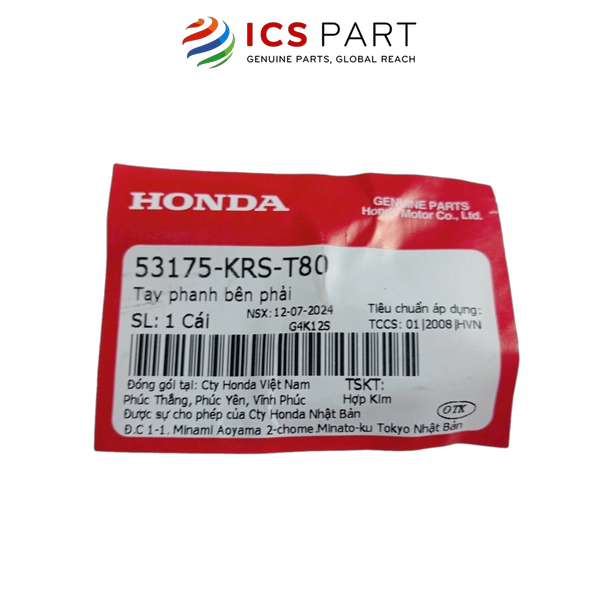 ICS PART
GENUINE PARTS, GLOBAL REACH
HONDA
GENUINE PARTS
Honda Motor Co., Ltd.
53175-KRS-T80
Tay phanh bên phải
NSX: 12-07-2024
Tiêu chuẩn áp dụng:
SL: 1 Cái
G4K12S
TCCS: 01|2008|HVN
Đóng gói tại: Cty Honda Việt Nam
TSKT:
Phúc Thắng, Phúc Yên, Vĩnh Phúc
Hợp Kim
Được sự cho phép của Cty Honda Nhật Bản
OTK
Đ.C 1-1. Minami Aoyama 2-chome.Minato-ku Tokyo Nhật Bản